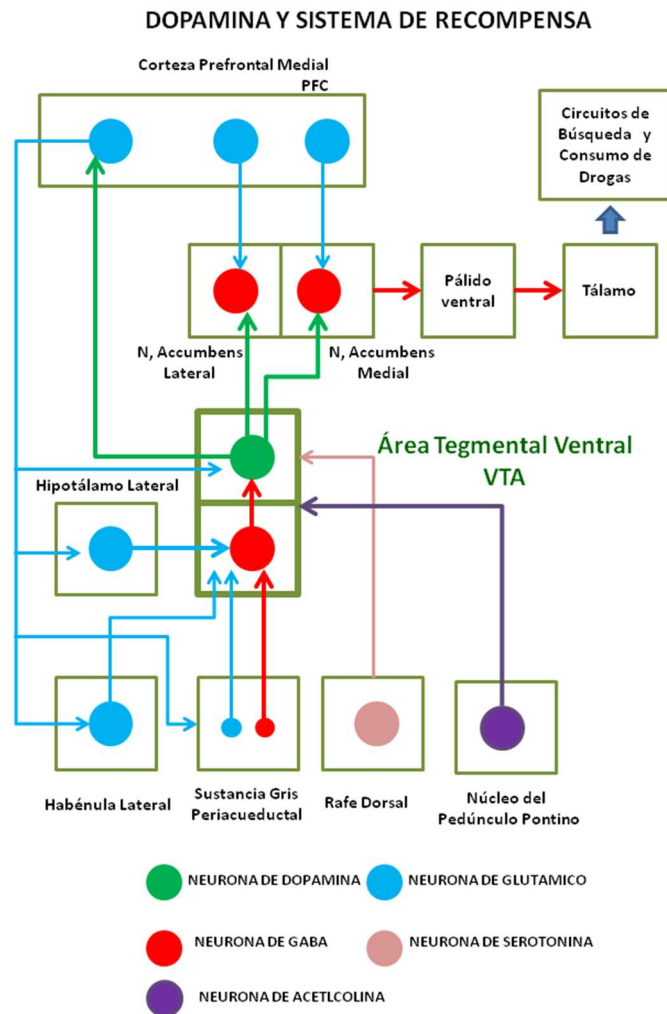 DOPAMINA Y SISTEMA DE RECOMPENSA
Corteza Prefrontal Medial
PFC
Circuitos de
Búsqueda y
Consumo de
Drogas
Pálido
ventral
Tálamo
N, Accumbens
Lateral
N, Accumbens
Medial
Área Tegmental Ventral
VTA
Hipotálamo Lateral
Habénula Lateral
Sustancia Gris
Periacueductal
Rafe Dorsal
Núcleo del
Pedúnculo Pontino
NEURONA DE DOPAMINA
NEURONA DE GLUTAMICO
NEURONA DE GABA
NEURONA DE SEROTONINA
NEURONA DE ACETLCOLINA